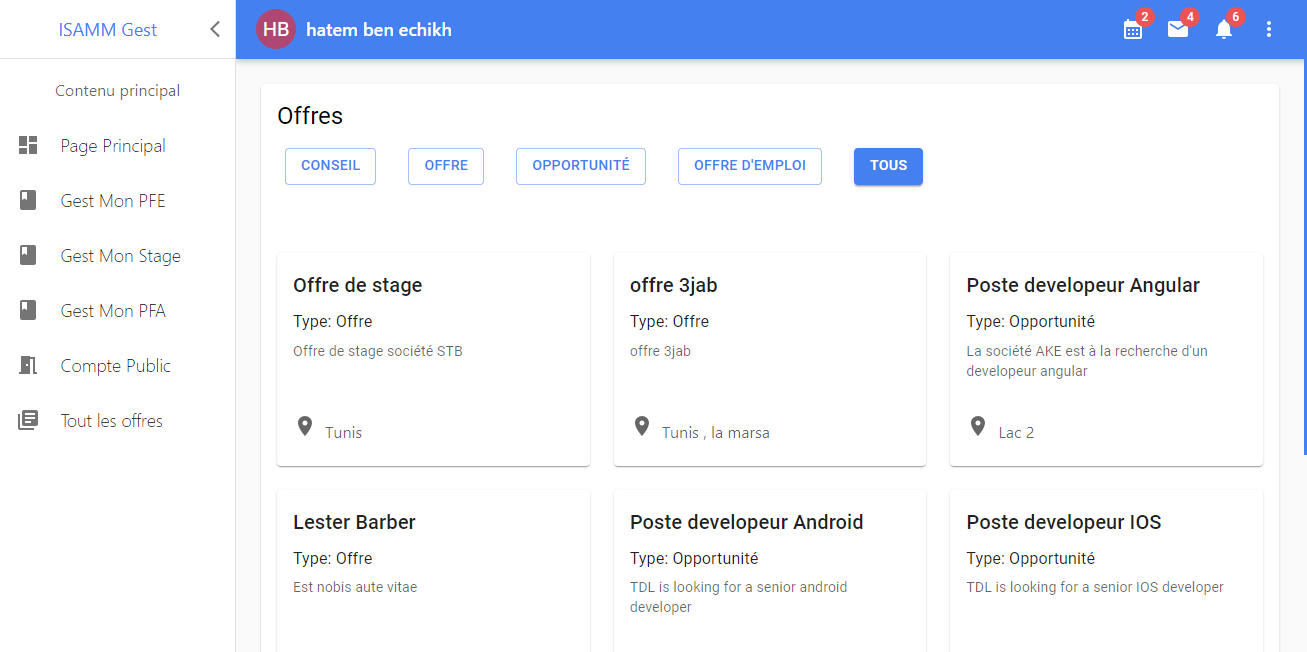 ISAMM Gest
HB hatem ben echikh
2 4 6
Contenu principal
Page Principal
Gest Mon PFE
Gest Mon Stage
Gest Mon PFA
Compte Public
Tout les offres
Offres
CONSEIL OFFRE OPPORTUNITÉ OFFRE D'EMPLOI TOUS
Offre de stage
Type: Offre
Offre de stage société STB
Tunis
offre 3jab
Type: Offre
offre 3jab
Tunis , la marsa
Poste developeur Angular
Type: Opportunité
La société AKE est à la recherche d'un
developeur angular
Lac 2
Lester Barber
Type: Offre
Est nobis aute vitae
Poste developeur Android
Type: Opportunité
TDL is looking for a senior android
developer
Poste developeur IOS
Type: Opportunité
TDL is looking for a senior IOS developer